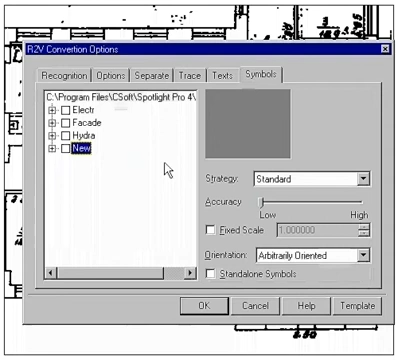 R2V Convertion Options
Recognition Options Separate Trace Texts Symbols
C:\Program Files\CSoft\Spotlight Pro 4\
Electr
Facade
Hydra
New
Strategy: Standard
Accuracy
Low High
Fixed Scale 1.000000
Orientation: Arbitrarily Oriented
Standalone Symbols
OK Cancel Help Template